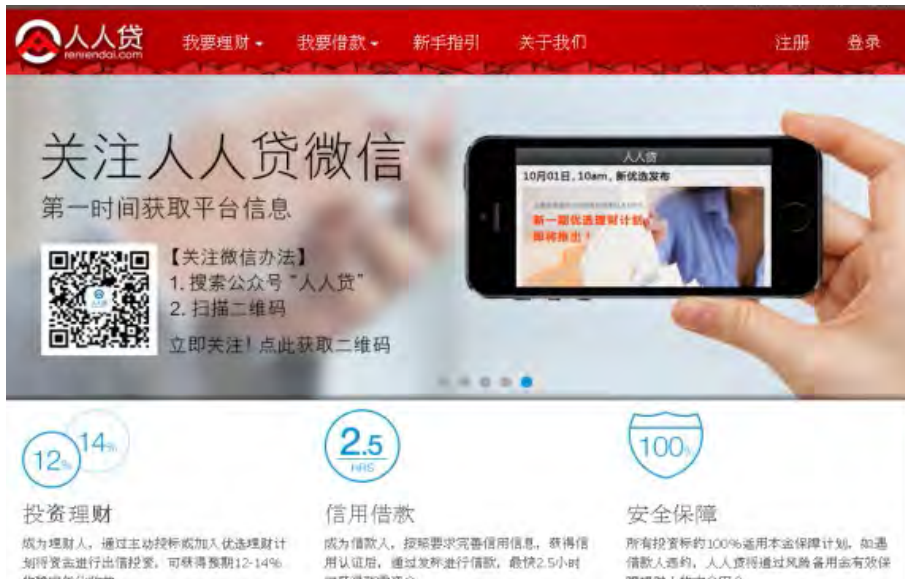 人人贷
renrendai.com
我要理财 我要借款 新手指引 关于我们 注册 登录
关注人人贷微信
第一时间获取平台信息
【关注微信办法】
1. 搜索公众号“人人贷”
2. 扫描二维码
立即关注! 点此获取二维码
人人贷
10月01日, 10am, 新优选发布
新一期优选理财计划
即将推出！
12% 14%
2.5
HRS
100%
投资理财
成为理财人，通过主动投标或加入优选理财计
划将资金进行出借投资，可获得预期12-14%
信用借款
成为借款人，按照要求完善信用信息，获得信
用认证后，通过发标进行借款，最快2.5小时
安全保障
所有投资标的100%适用本金保障计划，如遇
借款人违约，人人贷将通过风险备用金有效保